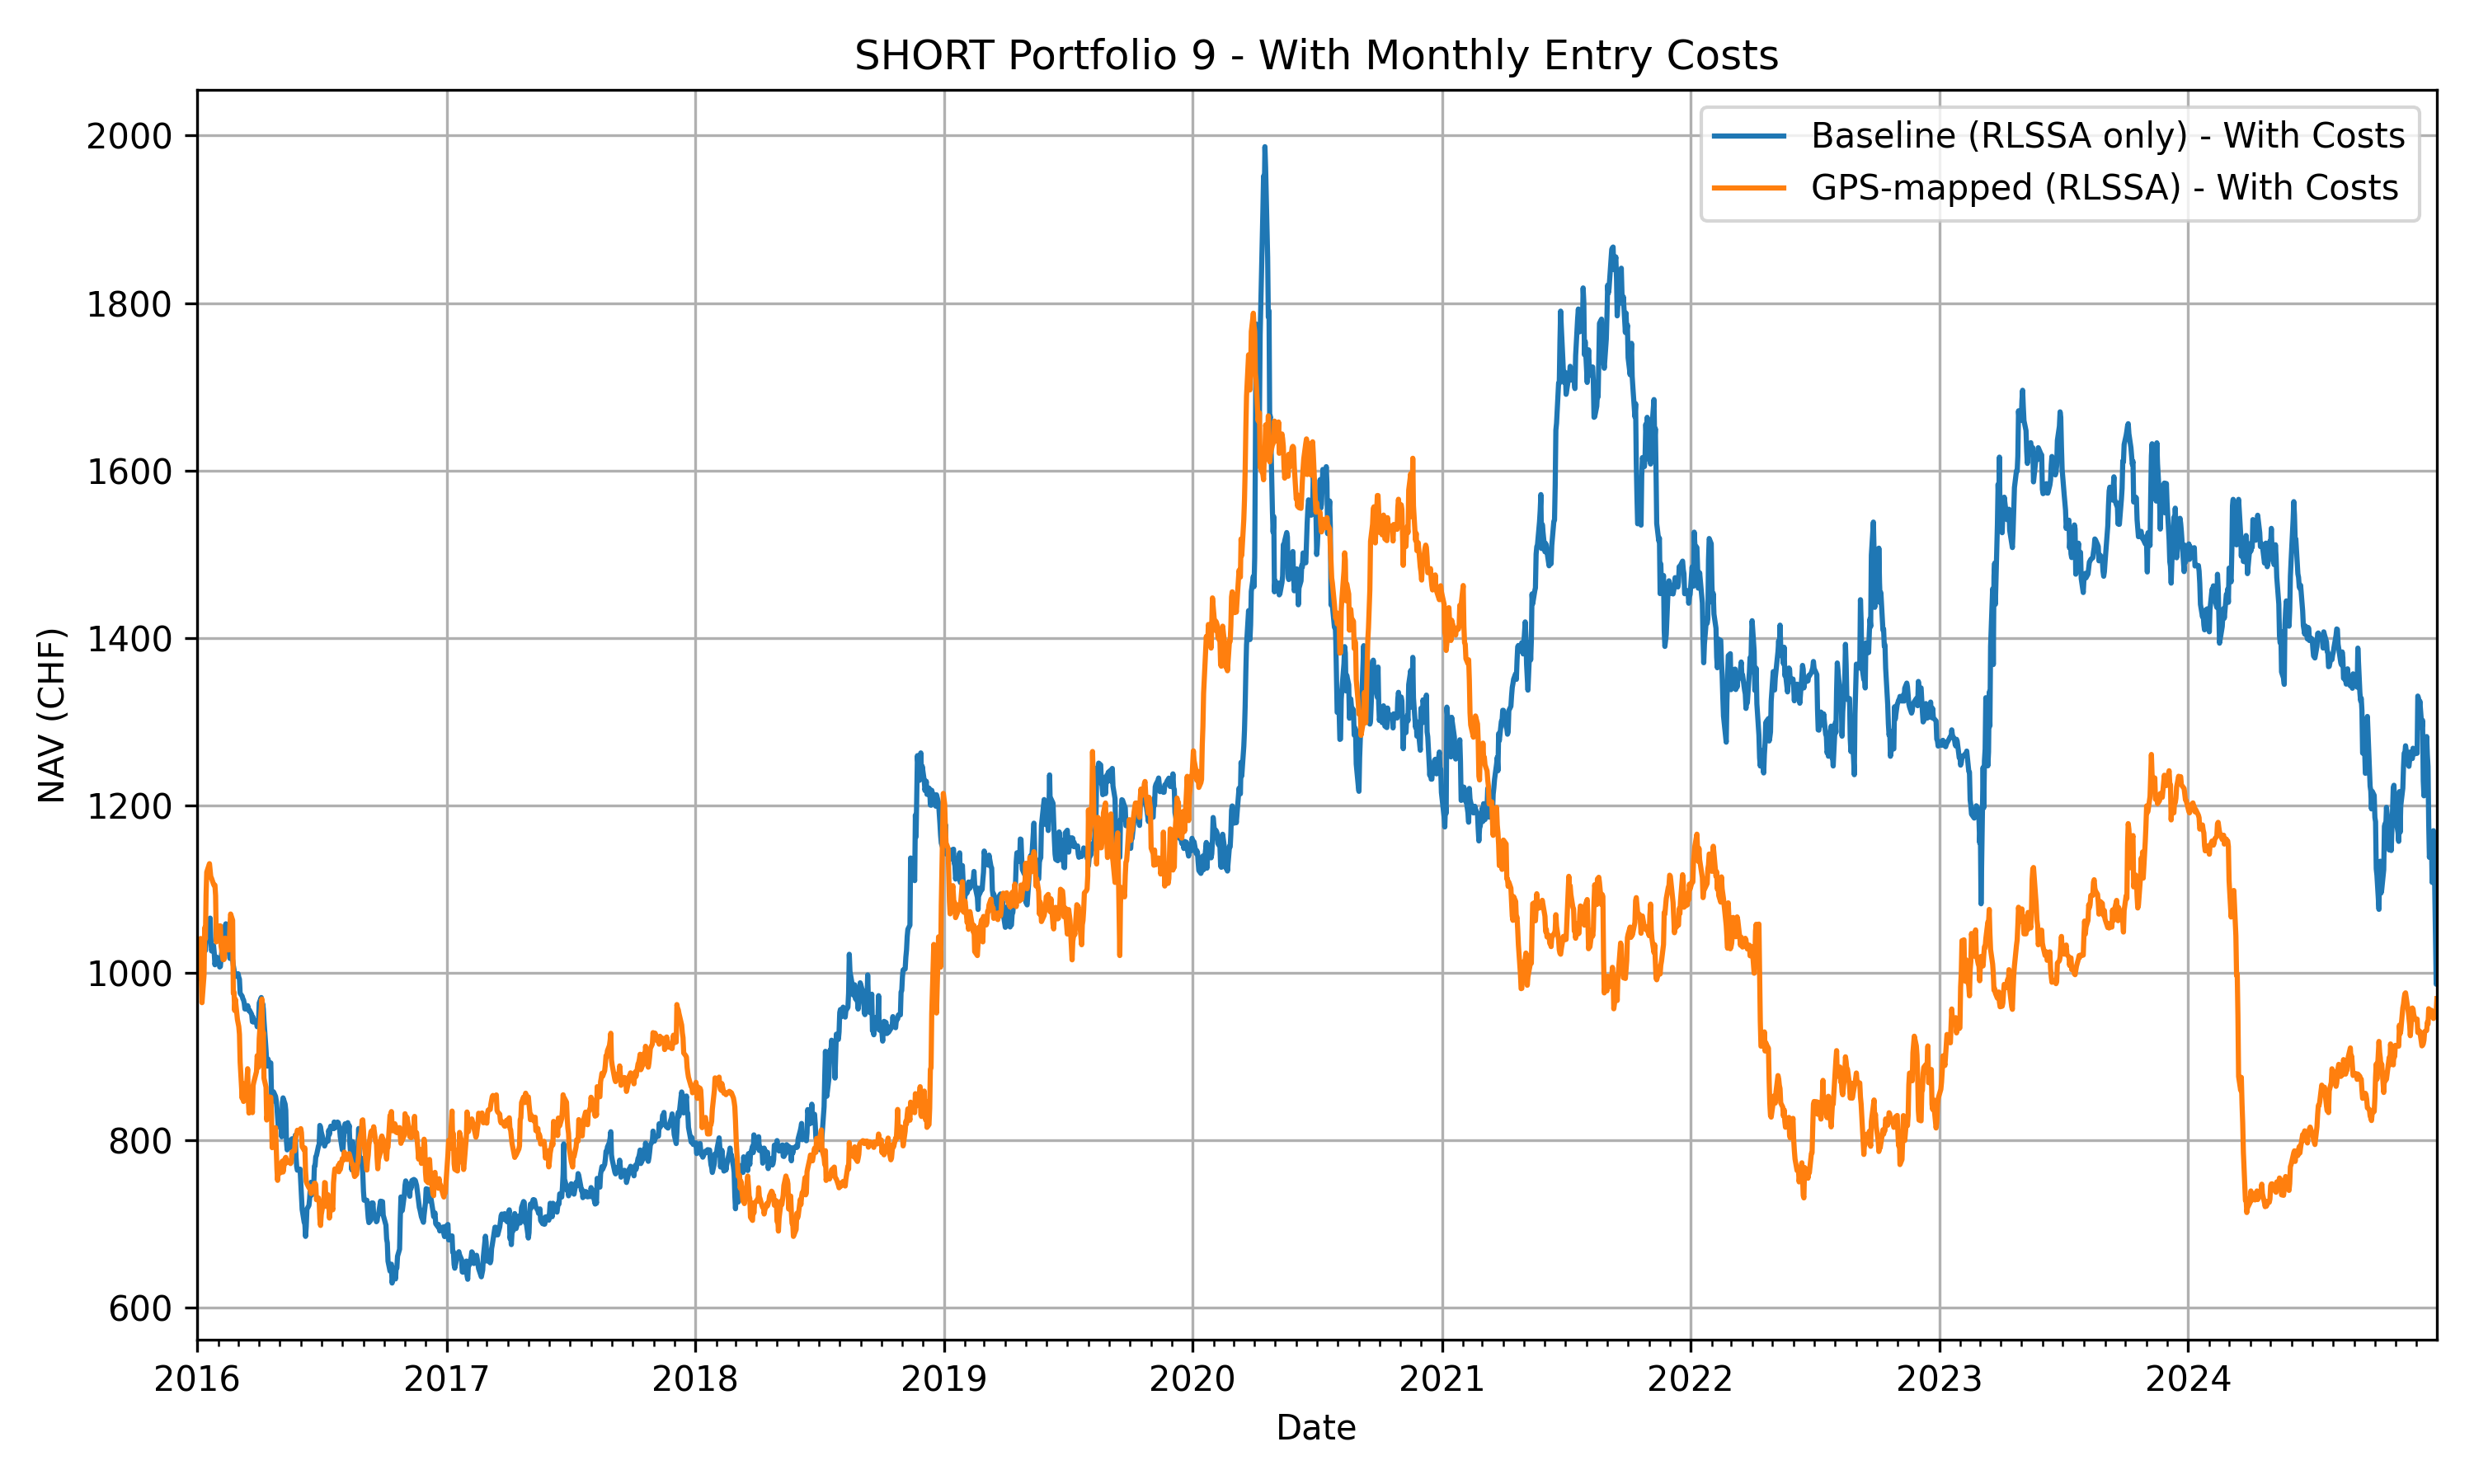 SHORT Portfolio 9 - With Monthly Entry Costs
Baseline (RLSSA only) - With Costs
GPS-mapped (RLSSA) - With Costs
NAV (CHF)
2000
1800
1600
1400
1200
1000
800
600
2016 2017 2018 2019 2020 2021 2022 2023 2024
Date